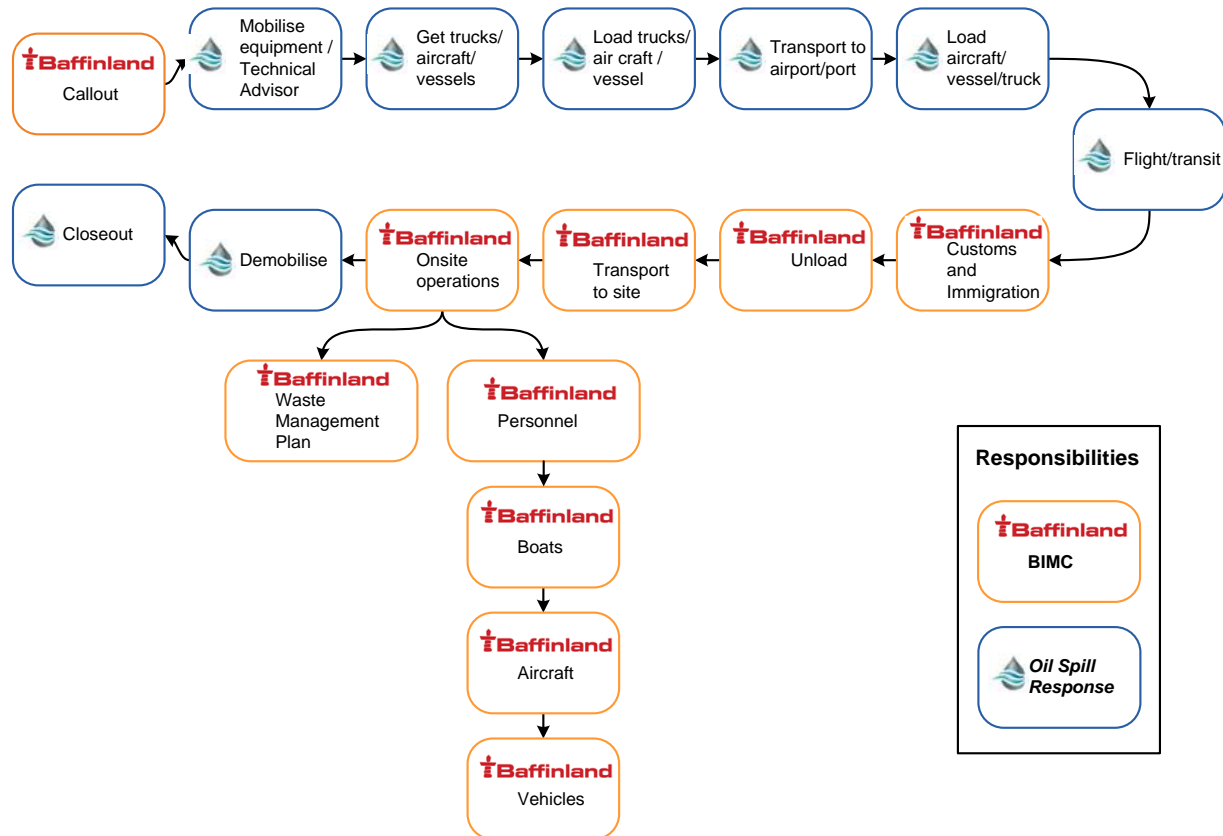 Baffinland
Callout
Mobilise
equipment /
Technical
Advisor
Get trucks/
aircraft/
vessels
Load trucks/
air craft /
vessel
Transport to
airport/port
Load
aircraft/
vessel/truck
Flight/transit
Baffinland
Customs
and
Immigration
Baffinland
Unload
Baffinland
Transport
to site
Baffinland
Onsite
operations
Demobilise
Closeout
Baffinland
Waste
Management
Plan
Baffinland
Personnel
Baffinland
Boats
Baffinland
Aircraft
Baffinland
Vehicles
Responsibilities
Baffinland
BIMC
Oil Spill
Response